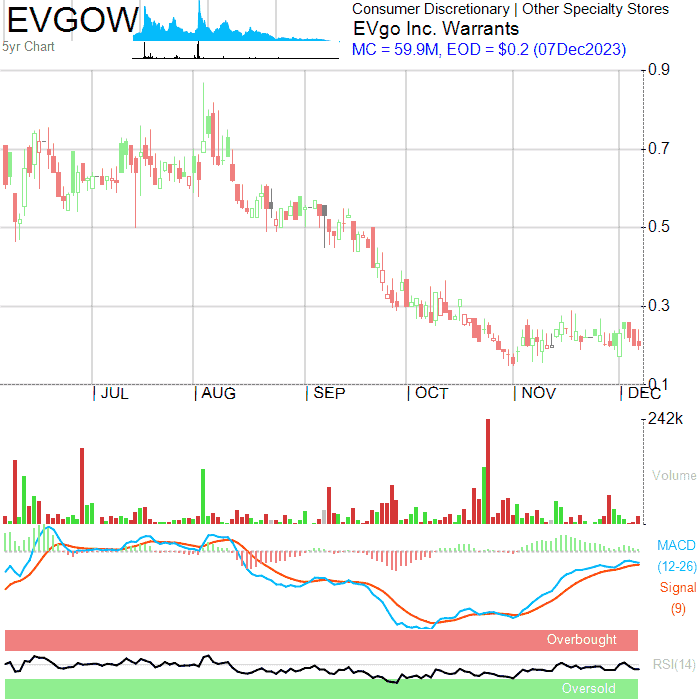 EVGOW
5yr Chart
Consumer Discretionary | Other Specialty Stores
EVgo Inc. Warrants
MC = 59.9M, EOD = $0.2 (07Dec2023)
0.9
0.7
0.5
0.3
0.1
JUL
AUG
SEP
OCT
NOV
DEC
242k
Volume
MACD
(12-26)
Signal
(9)
Overbought
RSI(14)
Oversold